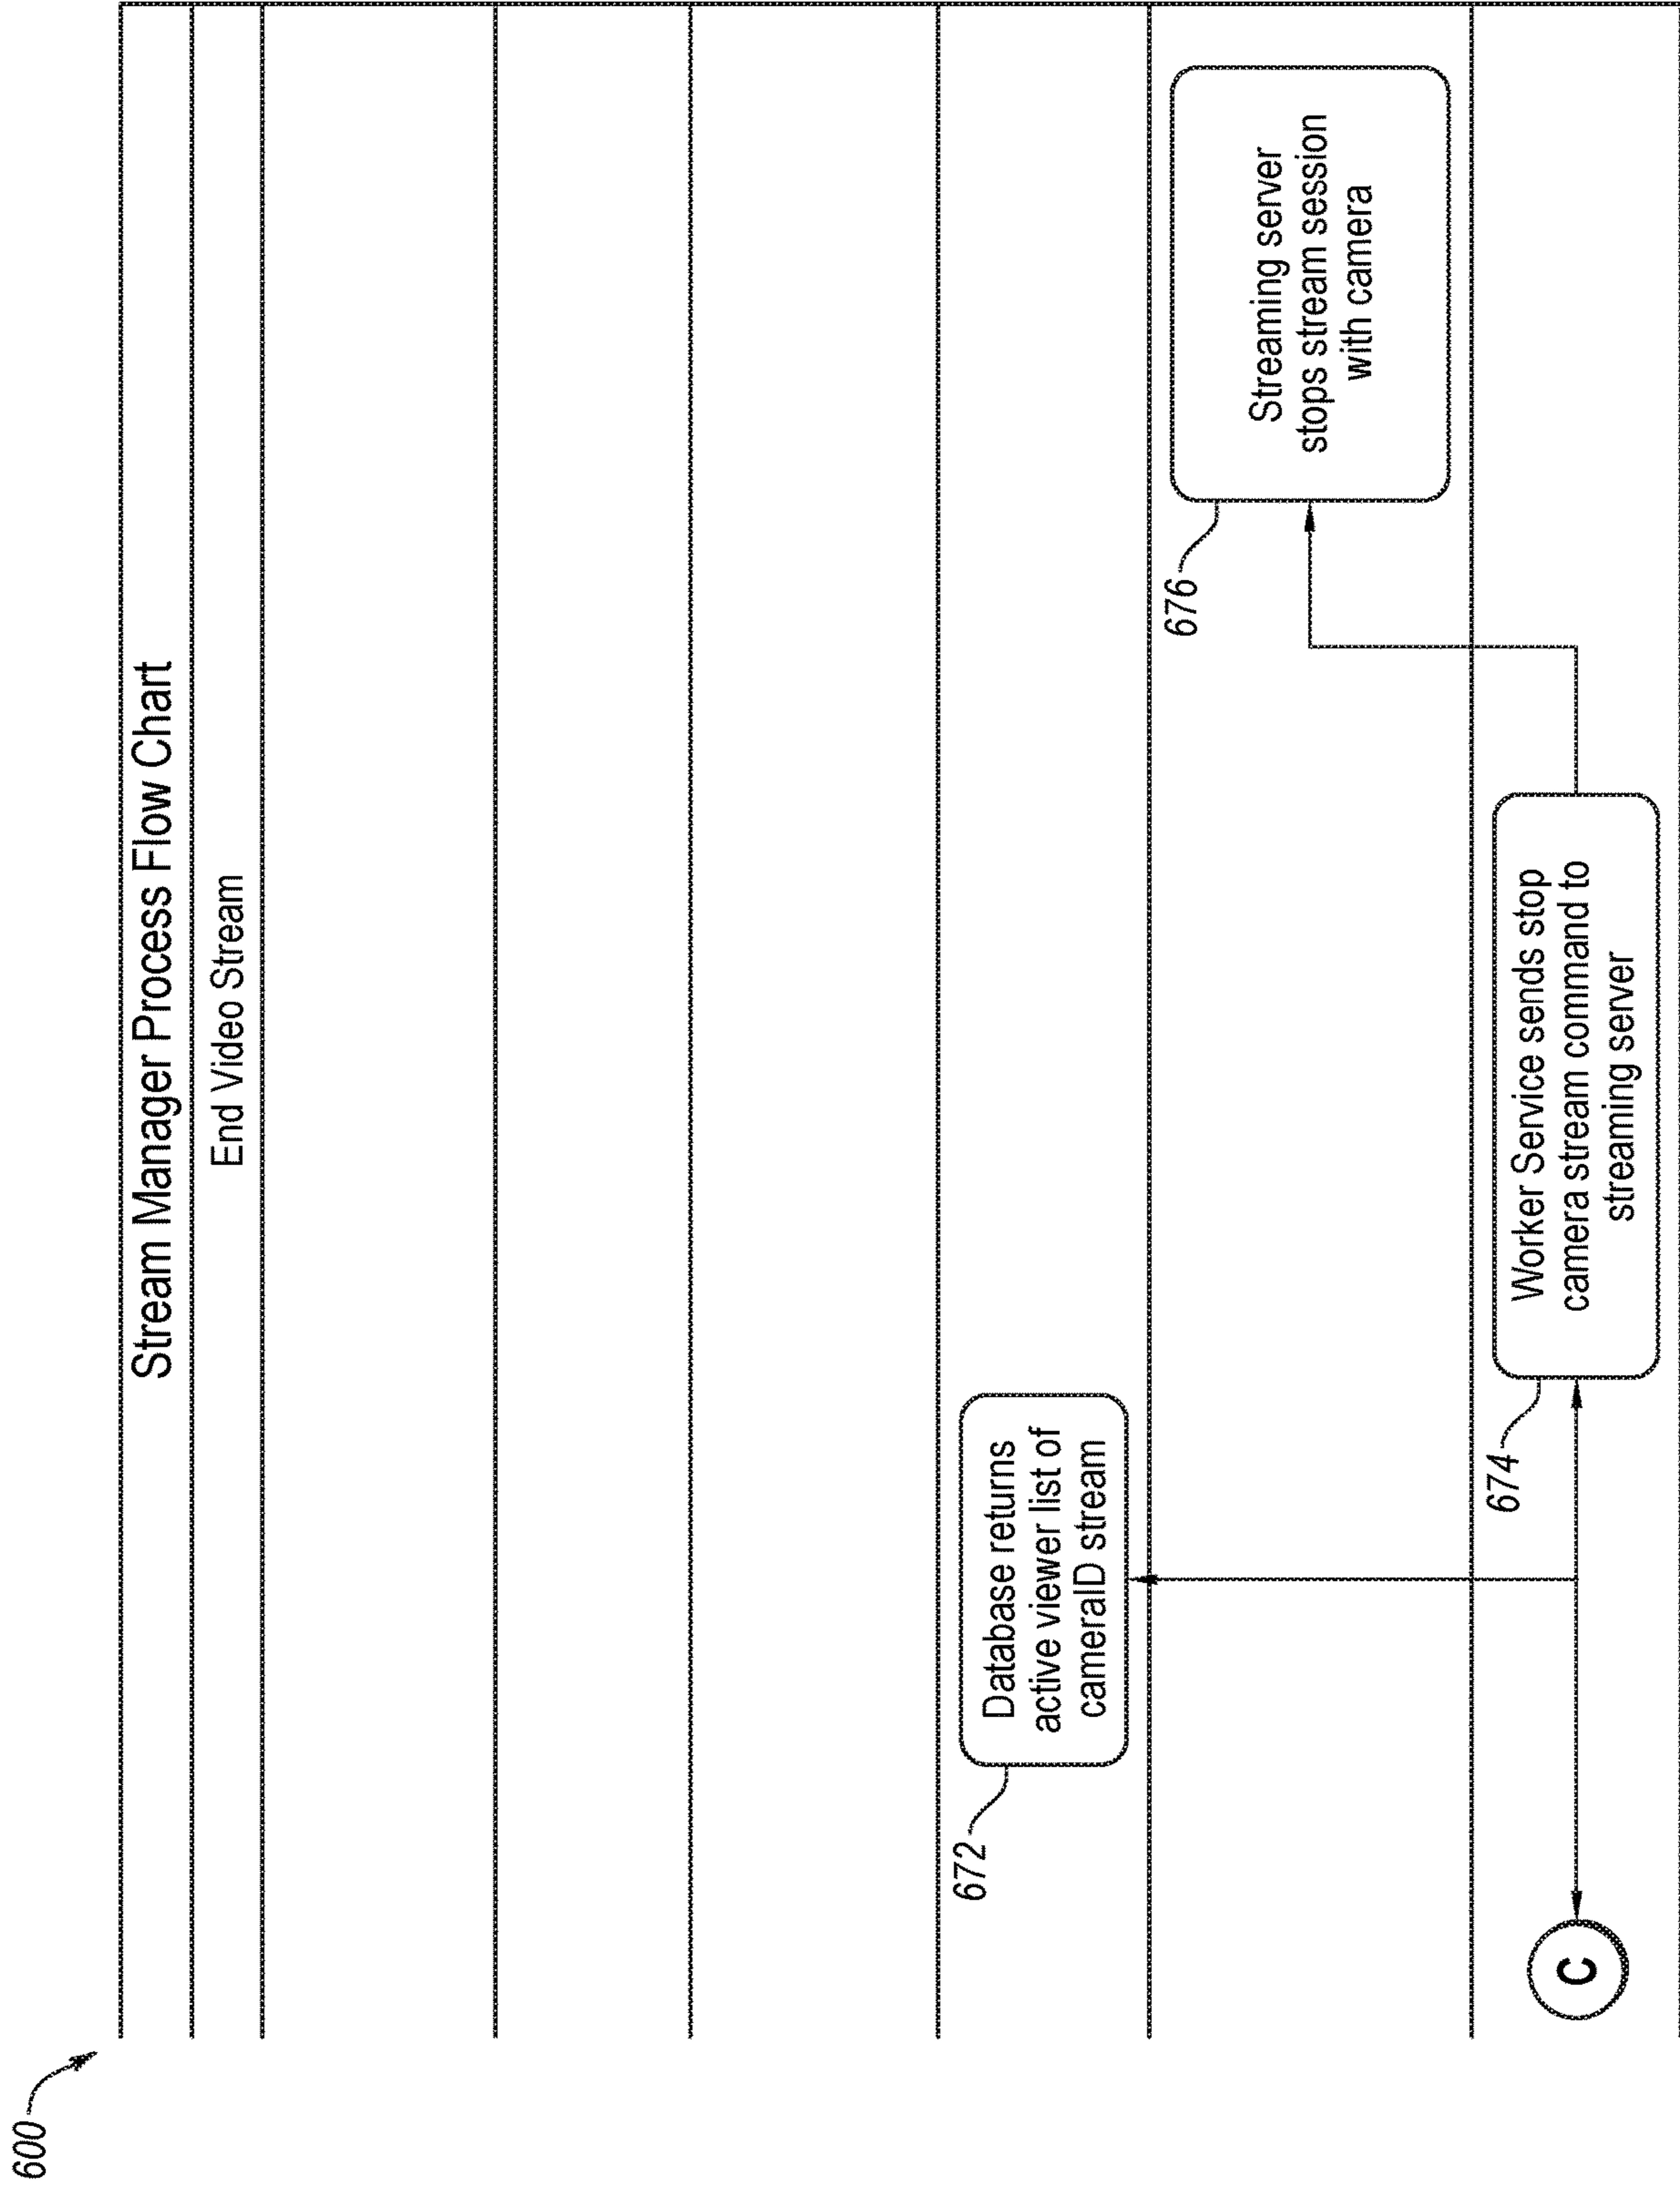 600
Stream Manager Process Flow Chart
End Video Stream
672
Database returns
active viewer list of
cameraID stream
676
Streaming server
stops stream session
with camera
674
Worker Service sends stop
camera stream command to
streaming server
C